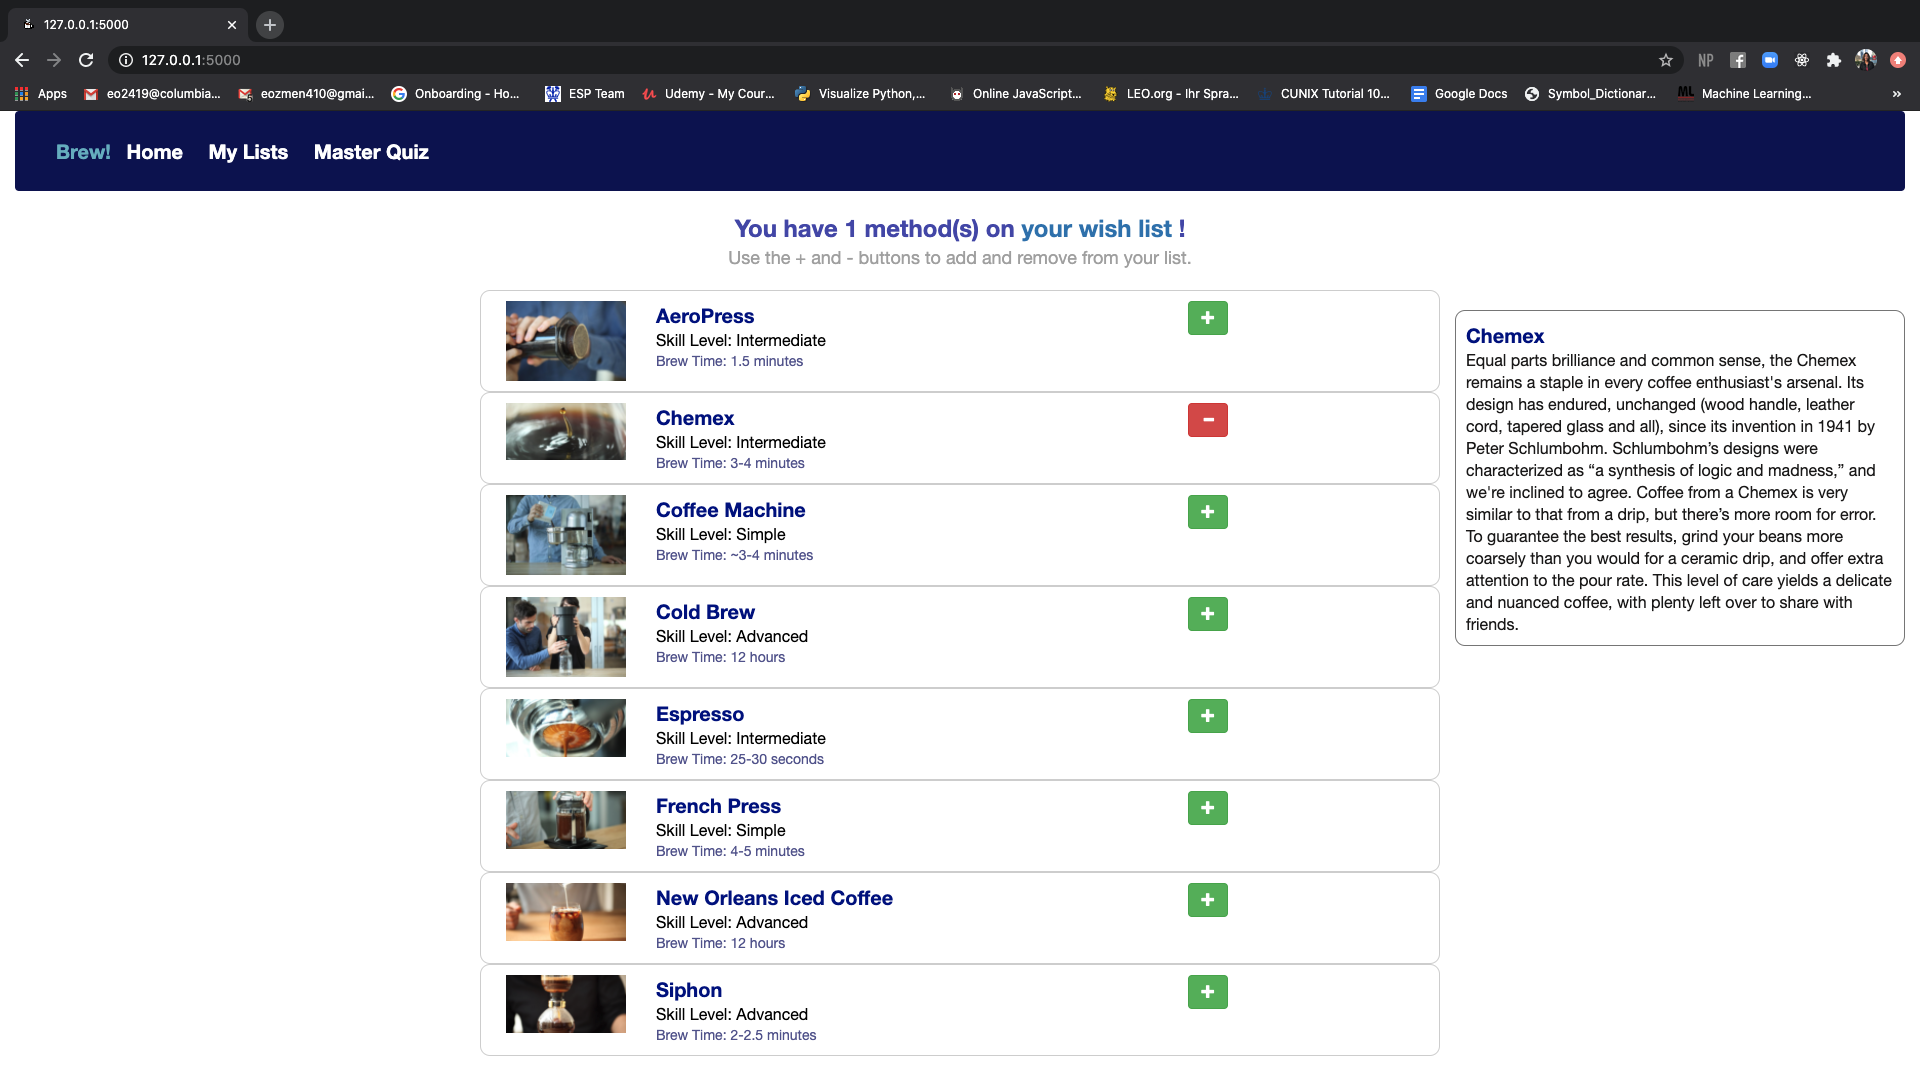 127.0.0.1:5000
127.0.0.1:5000
NP
Apps
eo2419@columbia...
eozmen410@gmai...
Onboarding - Ho...
ESP Team
Udemy - My Cour...
Visualize Python,...
Online JavaScript...
LEO.org - Ihr Spra...
CUNIX Tutorial 10...
Google Docs
Symbol_Dictionar...
ML
Machine Learning...
»
Brew! Home My Lists Master Quiz
You have 1 method(s) on your wish list !
Use the + and - buttons to add and remove from your list.
AeroPress
Skill Level: Intermediate
Brew Time: 1.5 minutes
Chemex
Skill Level: Intermediate
Brew Time: 3-4 minutes
Coffee Machine
Skill Level: Simple
Brew Time: ~3-4 minutes
Cold Brew
Skill Level: Advanced
Brew Time: 12 hours
Espresso
Skill Level: Intermediate
Brew Time: 25-30 seconds
French Press
Skill Level: Simple
Brew Time: 4-5 minutes
New Orleans Iced Coffee
Skill Level: Advanced
Brew Time: 12 hours
Siphon
Skill Level: Advanced
Brew Time: 2-2.5 minutes
Chemex
Equal parts brilliance and common sense, the Chemex
remains a staple in every coffee enthusiast's arsenal. Its
design has endured, unchanged (wood handle, leather
cord, tapered glass and all), since its invention in 1941 by
Peter Schlumbohm. Schlumbohm’s designs were
characterized as “a synthesis of logic and madness,” and
we're inclined to agree. Coffee from a Chemex is very
similar to that from a drip, but there’s more room for error.
To guarantee the best results, grind your beans more
coarsely than you would for a ceramic drip, and offer extra
attention to the pour rate. This level of care yields a delicate
and nuanced coffee, with plenty left over to share with
friends.